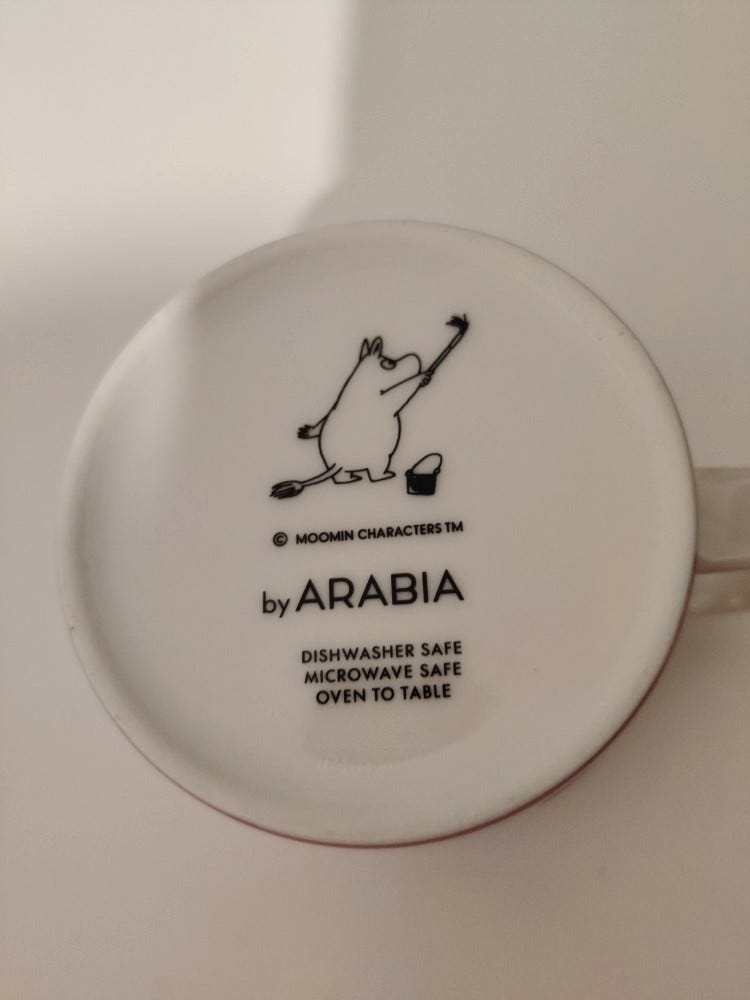 © MOOMIN CHARACTERS TM
by ARABIA
DISHWASHER SAFE
MICROWAVE SAFE
OVEN TO TABLE